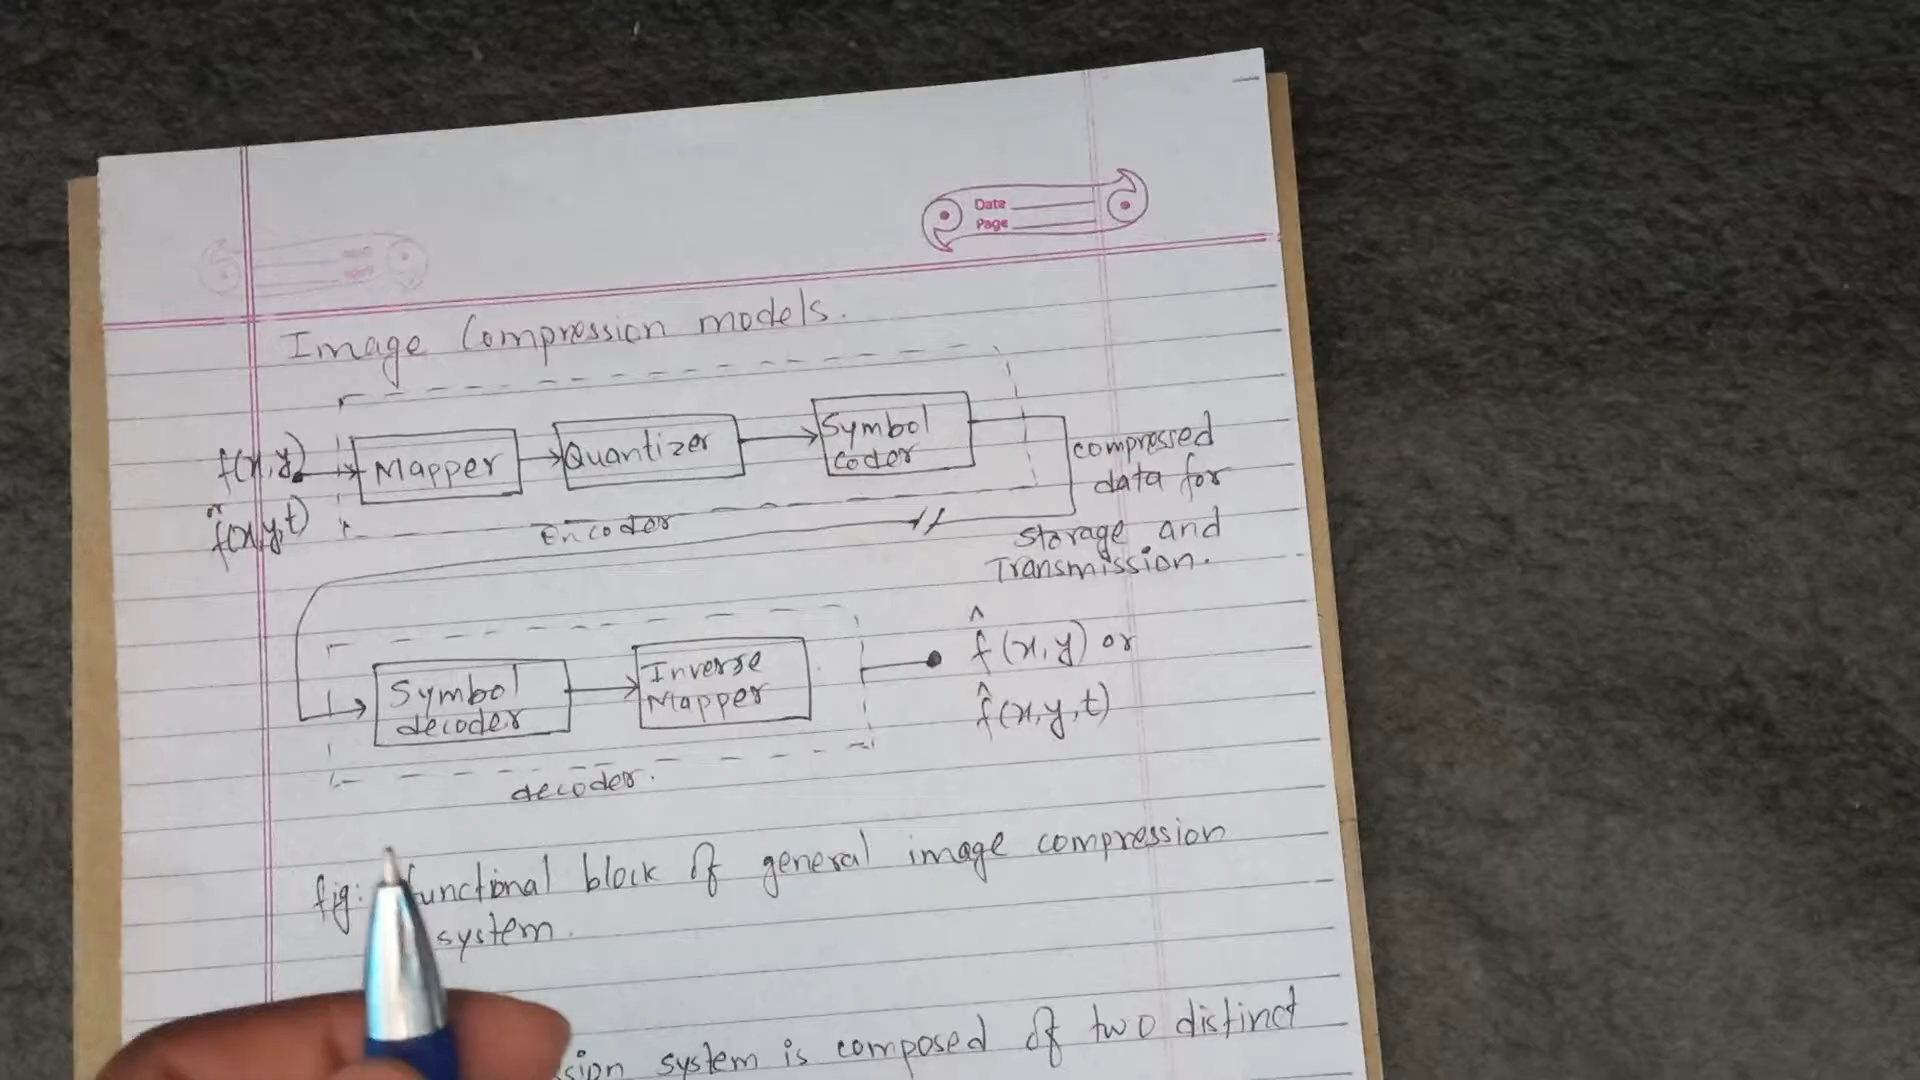 Date
Page
Image Compression models.
f(x,y)
or
f(x,y,t)
Mapper
Quantizer
Symbol
coder
compressed
data for
storage and
Transmission.
Encoder
Symbol
decoder
Inverse
Mapper
f̂(x,y) or
f̂(x,y,t)
decoder.
fig: functional block of general image compression
system.
system is composed of two distinct